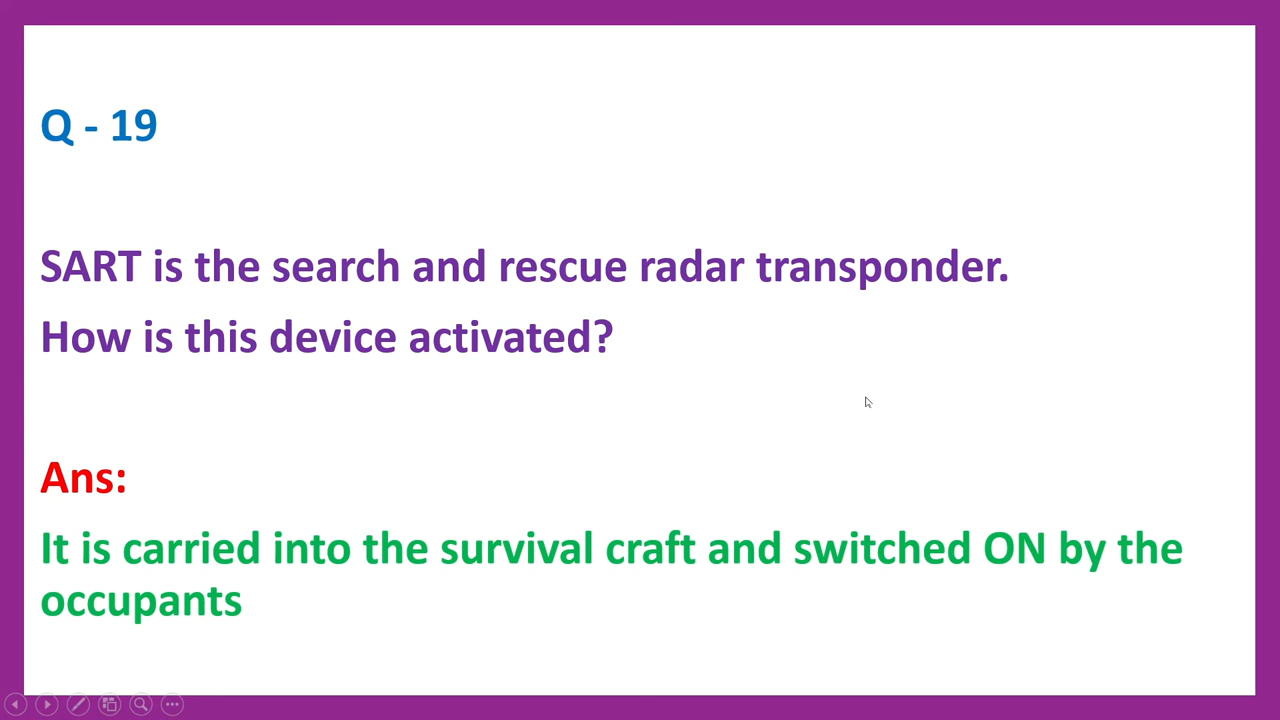 Q - 19
SART is the search and rescue radar transponder.
How is this device activated?
Ans:
It is carried into the survival craft and switched ON by the
occupants